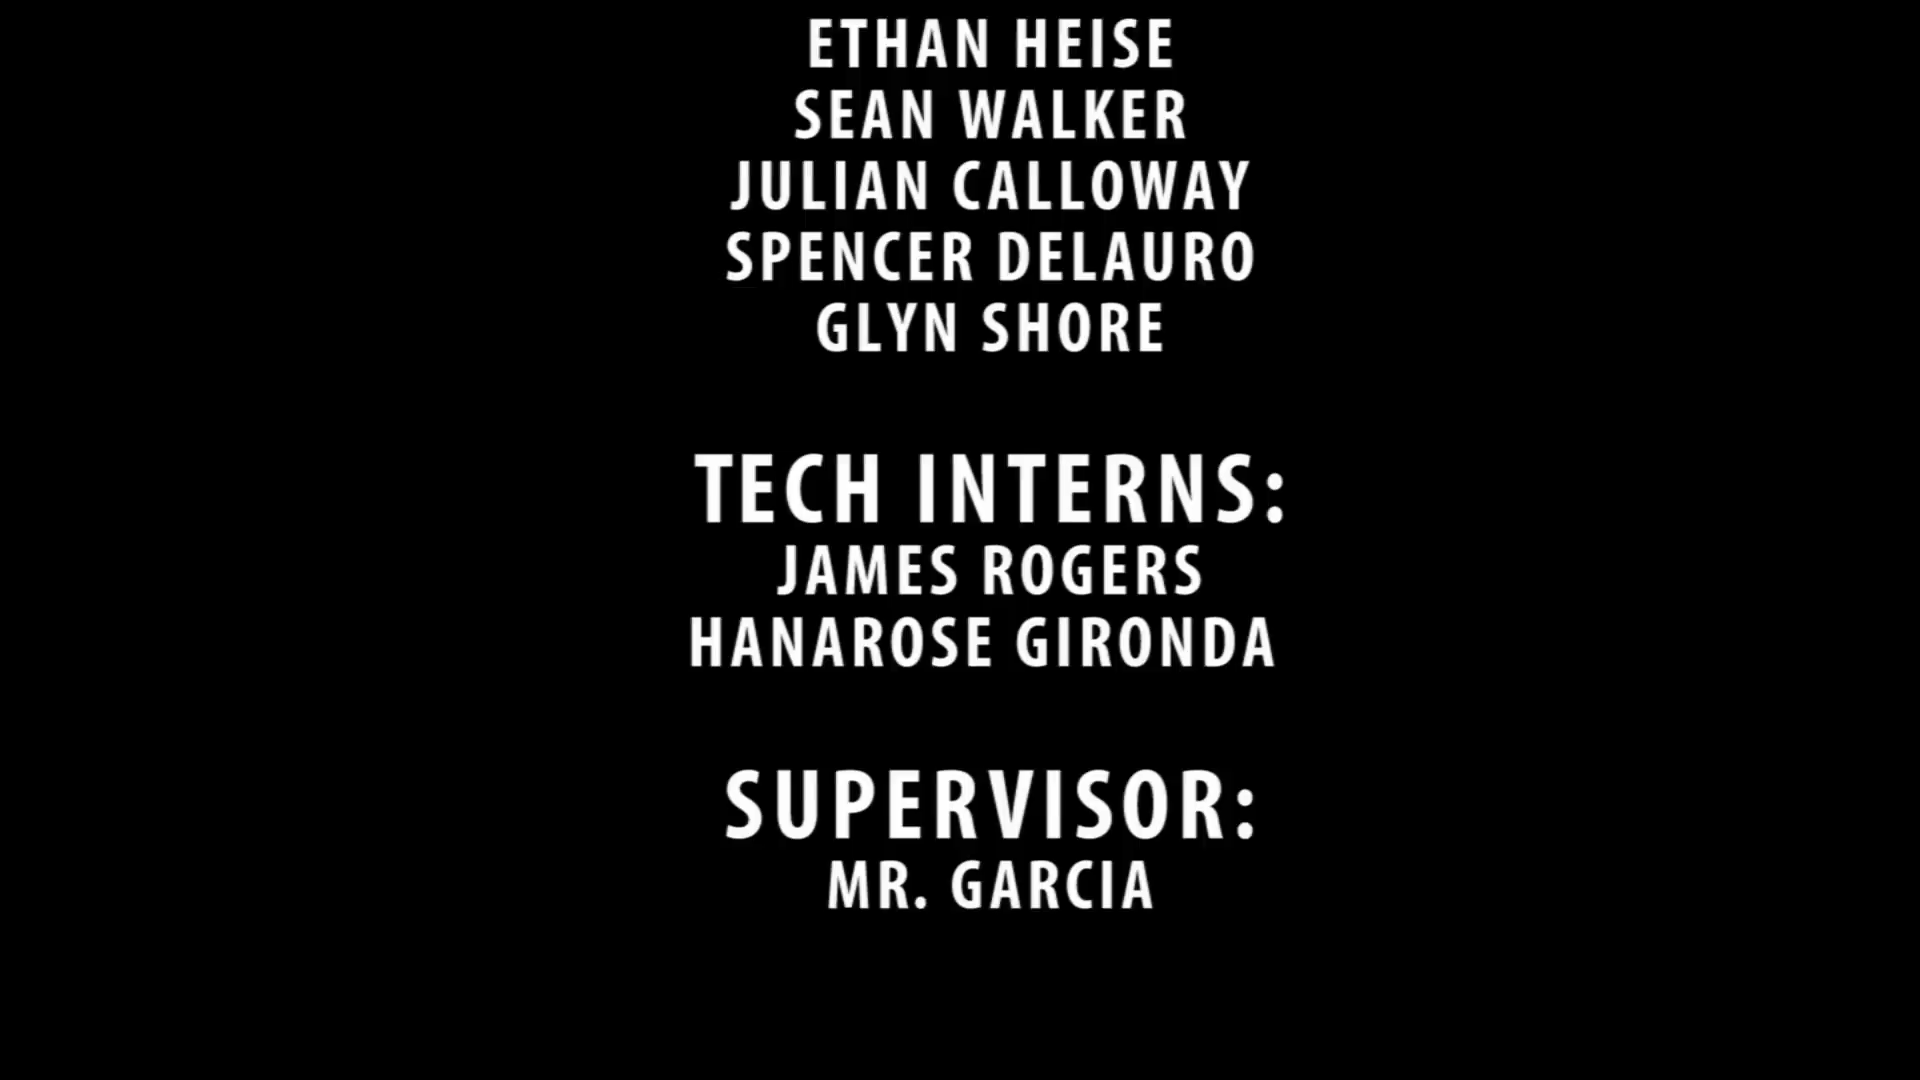 ETHAN HEISE
SEAN WALKER
JULIAN CALLOWAY
SPENCER DELAURO
GLYN SHORE
TECH INTERNS:
JAMES ROGERS
HANAROSE GIRONDA
SUPERVISOR:
MR. GARCIA